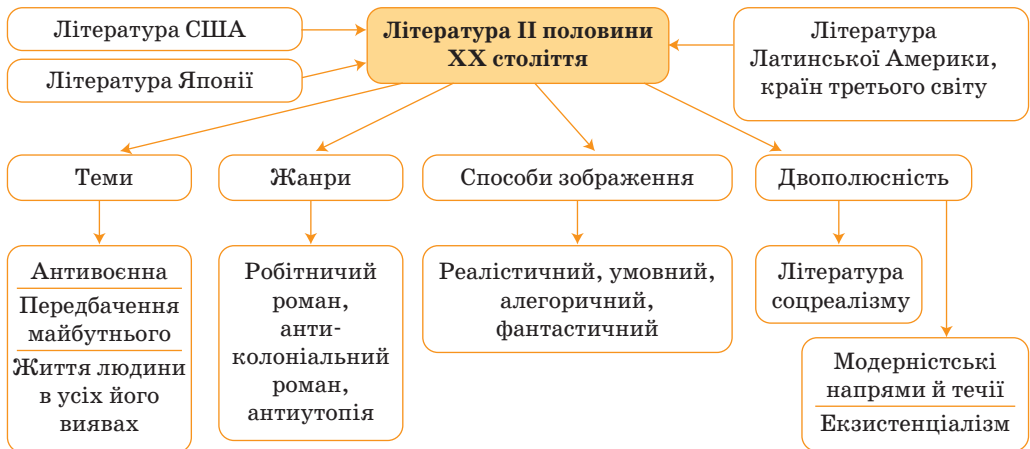 Література США
Література Японії
Література ІІ половини
ХХ століття
Література
Латинської Америки,
країн третього світу
Теми
Жанри
Способи зображення
Двополюсність
Антивоєнна
Передбачення
майбутнього
Життя людини
в усіх його
виявах
Робітничий
роман,
анти-
колоніальний
роман,
антиутопія
Реалістичний, умовний,
алегоричний,
фантастичний
Література
соцреалізму
Модерністські
напрями й течії
Екзистенціалізм